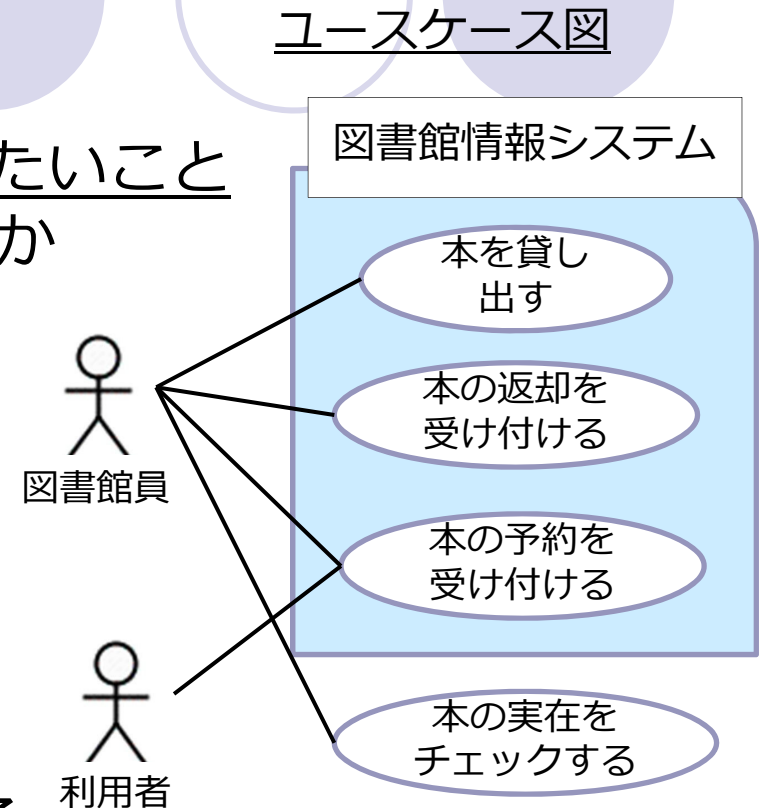 ユースケース図
図書館情報システム
たいこと
か
本を貸し
出す
本の返却を
受け付ける
図書館員
本の予約を
受け付ける
本の実在を
チェックする
利用者